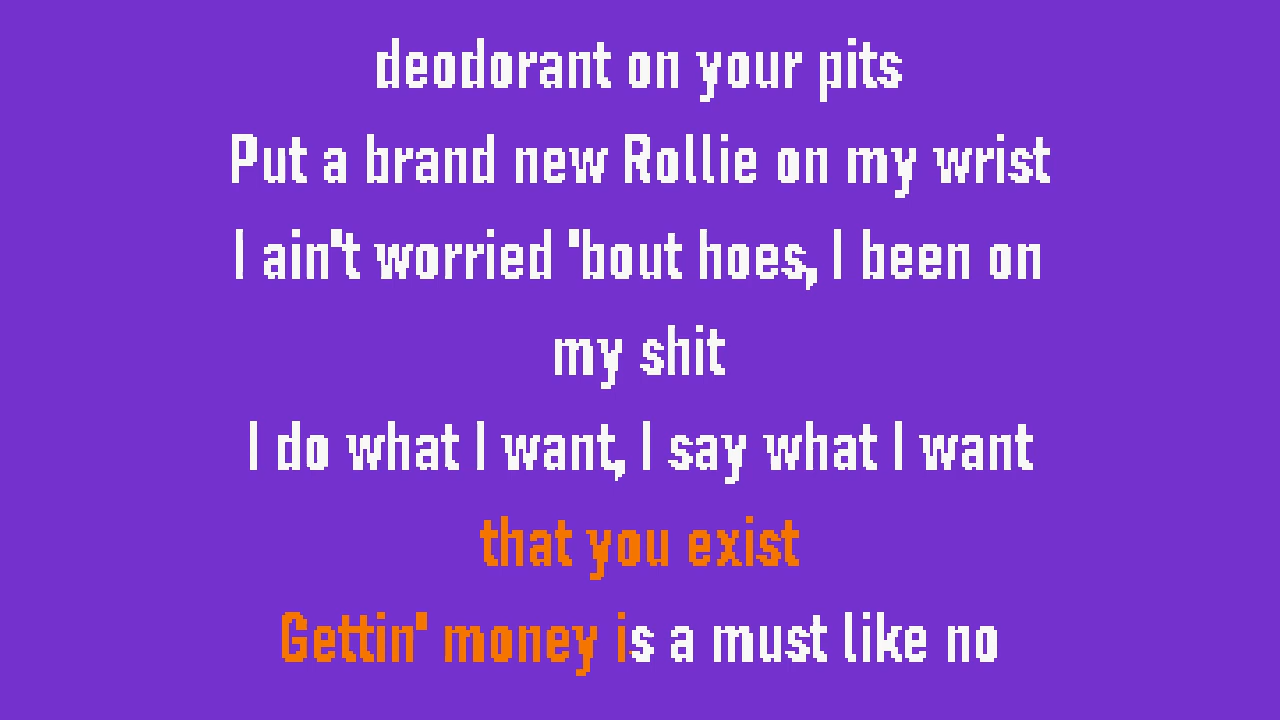 deodorant on your pits
Put a brand new Rollie on my wrist
I ain't worried 'bout hoes, I been on
my shit
I do what I want, I say what I want
that you exist
Gettin' money is a must like no